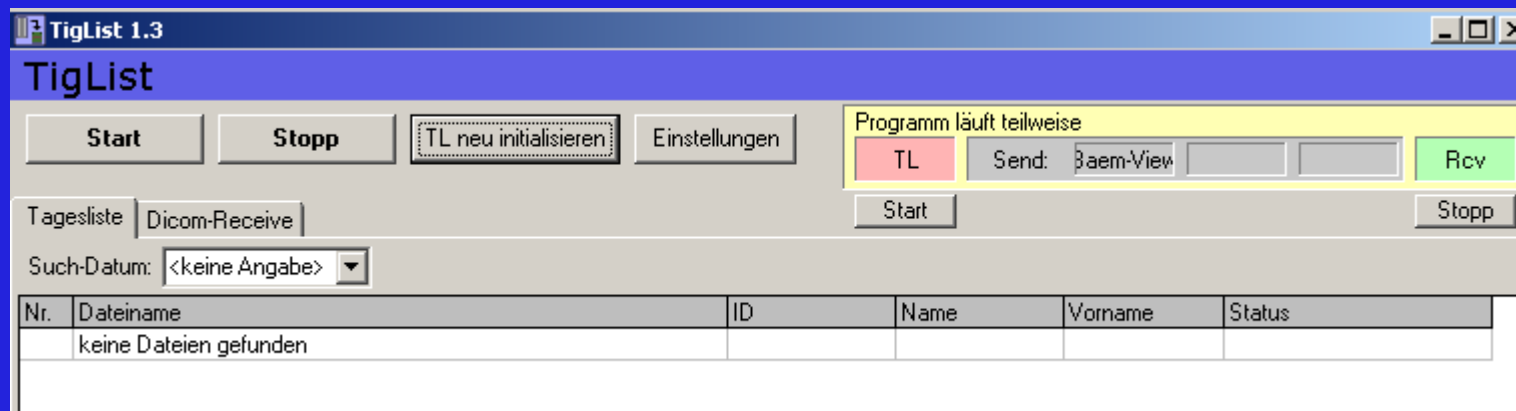 TigList 1.3
TigList
Start Stopp TL neu initialisieren Einstellungen
Programm läuft teilweise
TL Send: Baem-View Rcv
Start Stopp
Tagesliste Dicom-Receive
Such-Datum: <keine Angabe>
Nr. Dateiname ID Name Vorname Status
keine Dateien gefunden